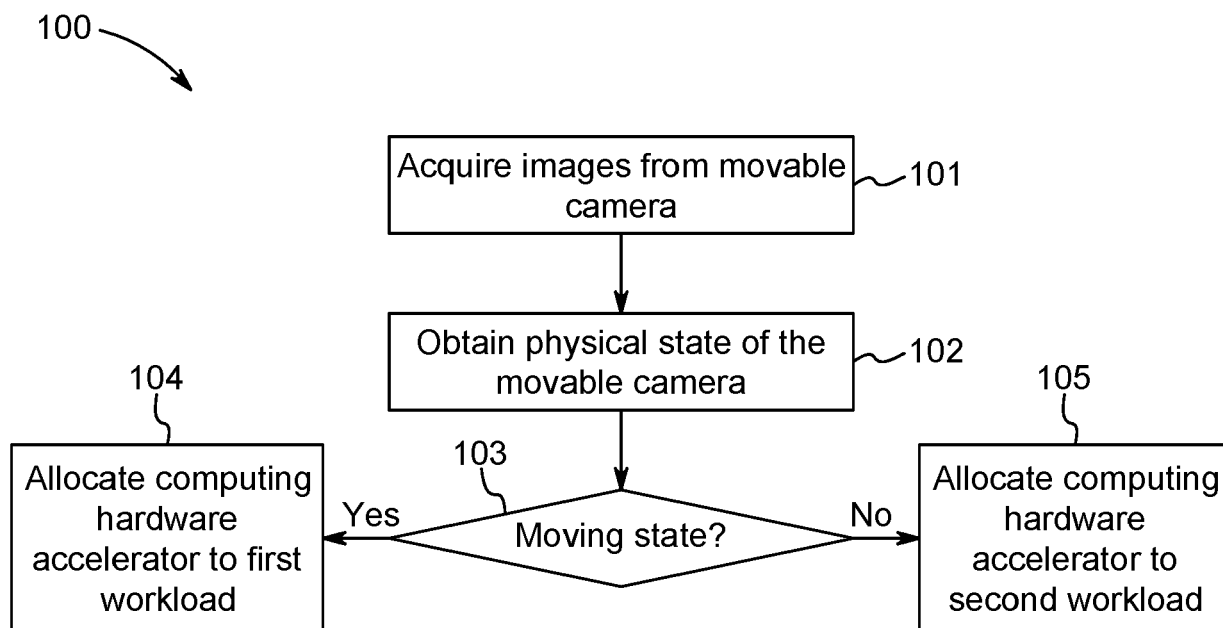 100
Acquire images from movable
camera
101
Obtain physical state of the
movable camera
102
103
Moving state?
Yes
No
104
Allocate computing
hardware
accelerator to first
workload
105
Allocate computing
hardware
accelerator to
second workload